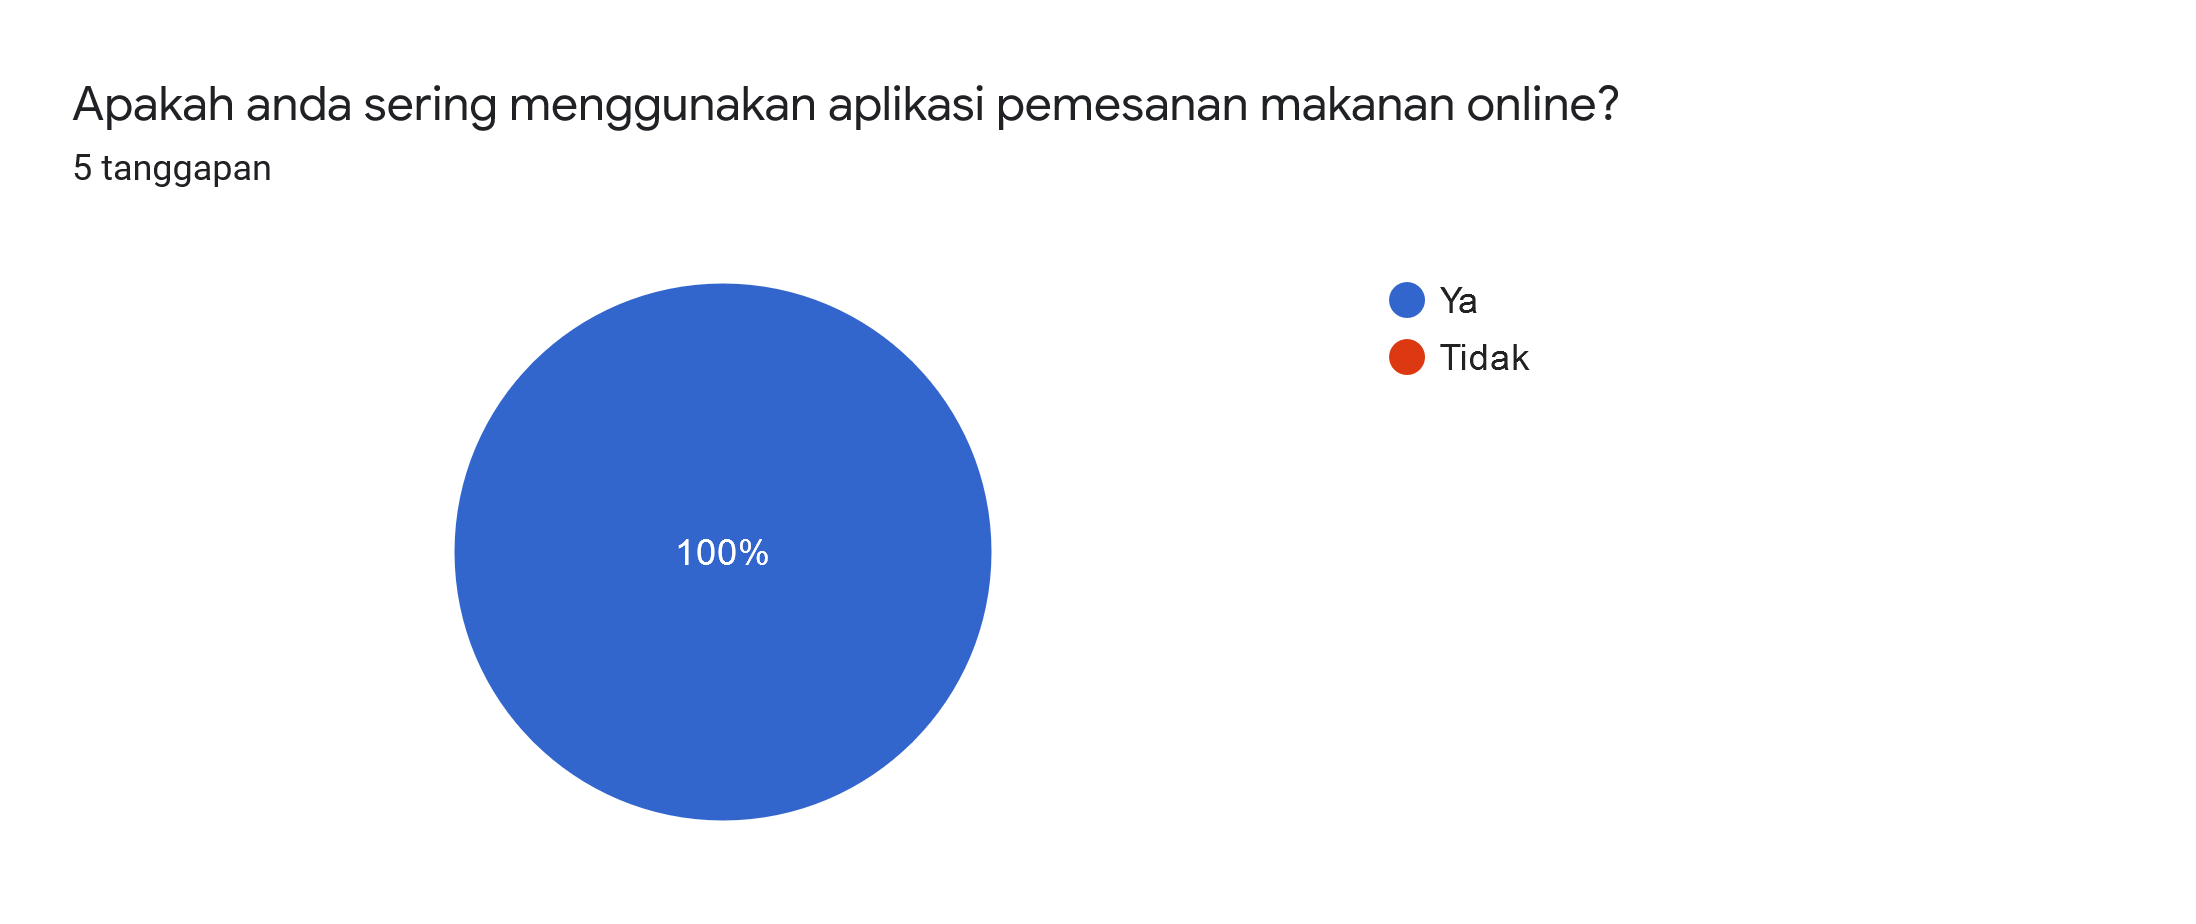 Apakah anda sering menggunakan aplikasi pemesanan makanan online?
5 tanggapan
Ya
Tidak
100%